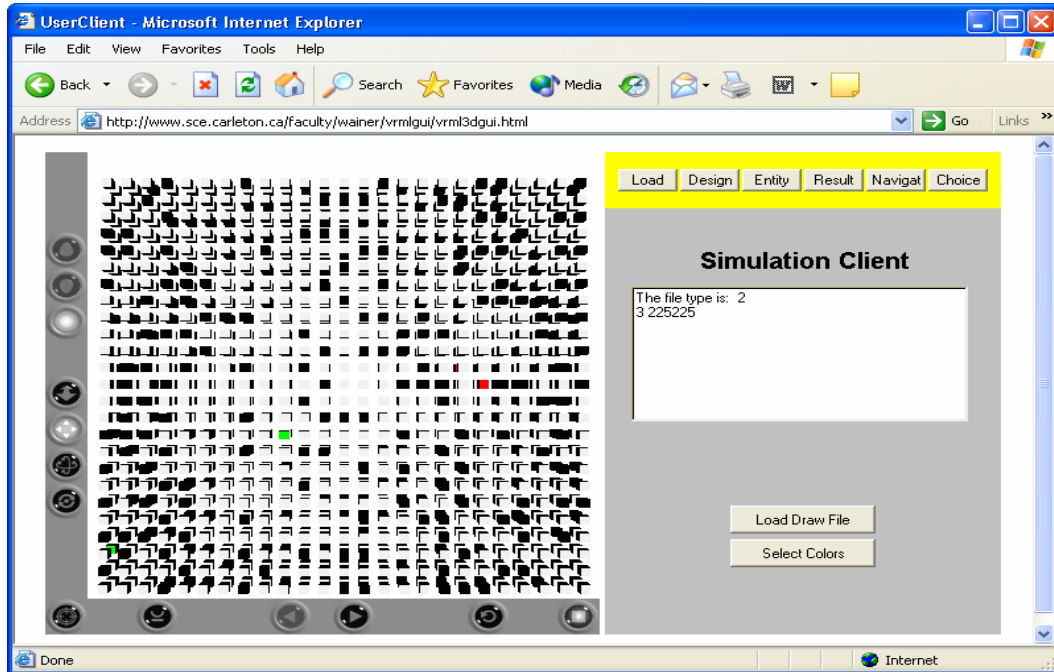 UserClient - Microsoft Internet Explorer
File Edit View Favorites Tools Help
Back Search Favorites Media
Address http://www.sce.carleton.ca/faculty/wainer/vrmlgui/vrml3dgui.html Go Links »
Load Design Entity Result Navigat Choice
Simulation Client
The file type is: 2
3 225225
Load Draw File
Select Colors
Done Internet